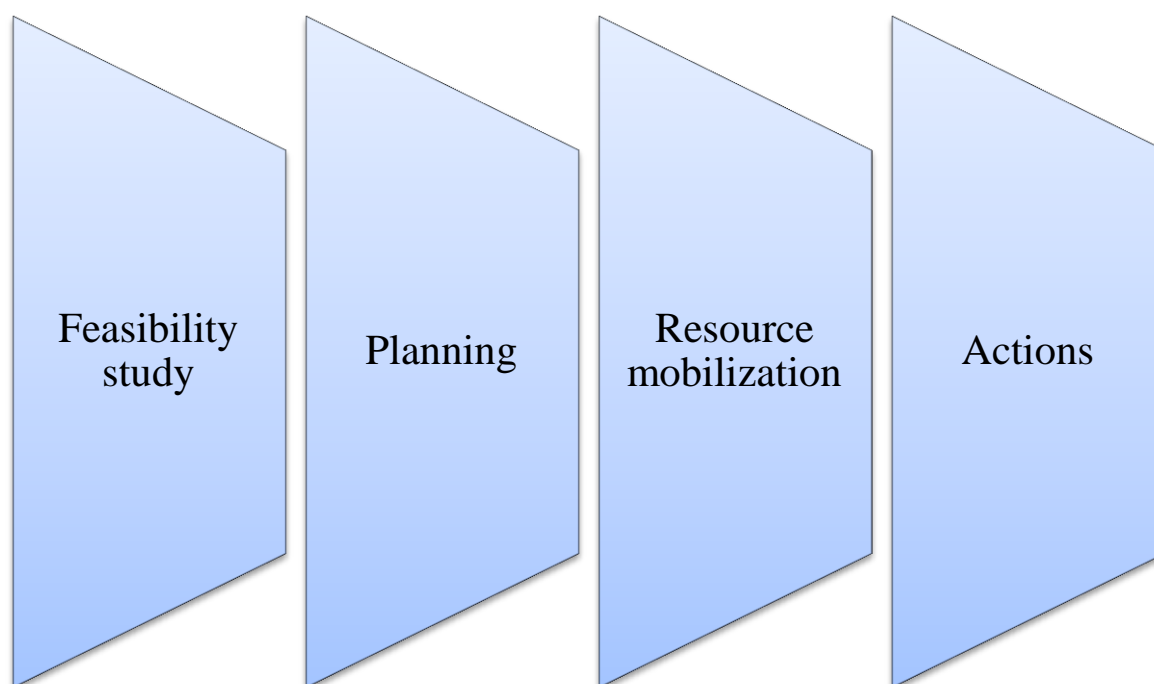 Feasibility
study
Planning
Resource
mobilization
Actions